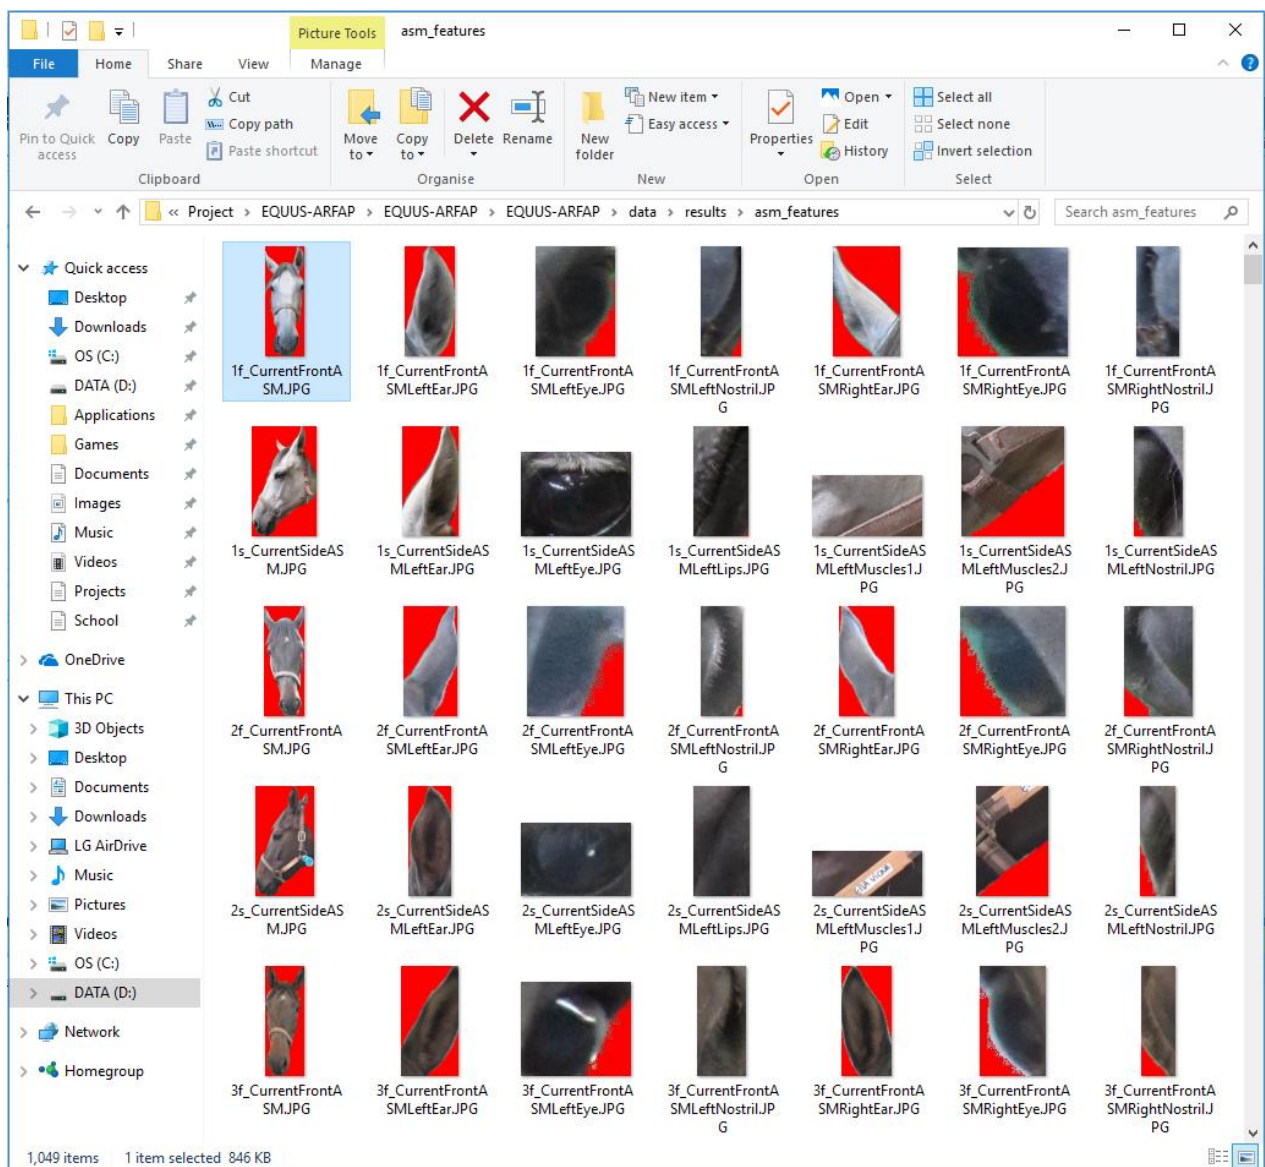 Picture Tools
asm_features
File
Home
Share
View
Manage
Pin to Quick
access
Copy
Paste
Cut
Copy path
Paste shortcut
Clipboard
Move
to
Copy
to
Delete
Rename
Organise
New
folder
New item
Easy access
New
Properties
Open
Edit
History
Open
Select all
Select none
Invert selection
Select
« Project > EQUUS-ARFAP > EQUUS-ARFAP > EQUUS-ARFAP > data > results > asm_features
Search asm_features
Quick access
Desktop
Downloads
OS (C:)
DATA (D:)
Applications
Games
Documents
Images
Music
Videos
Projects
School
OneDrive
This PC
3D Objects
Desktop
Documents
Downloads
LG AirDrive
Music
Pictures
Videos
OS (C:)
DATA (D:)
Network
Homegroup
1f_CurrentFrontA
SM.JPG
1f_CurrentFrontA
SMLeftEar.JPG
1f_CurrentFrontA
SMLeftEye.JPG
1f_CurrentFrontA
SMLeftNostril.JP
G
1f_CurrentFrontA
SMRightEar.JPG
1f_CurrentFrontA
SMRightEye.JPG
1f_CurrentFrontA
SMRightNostril.J
PG
1s_CurrentSideAS
M.JPG
1s_CurrentSideAS
MLeftEar.JPG
1s_CurrentSideAS
MLeftEye.JPG
1s_CurrentSideAS
MLeftLips.JPG
1s_CurrentSideAS
MLeftMuscles1.J
PG
1s_CurrentSideAS
MLeftMuscles2.J
PG
1s_CurrentSideAS
MLeftNostril.JPG
2f_CurrentFrontA
SM.JPG
2f_CurrentFrontA
SMLeftEar.JPG
2f_CurrentFrontA
SMLeftEye.JPG
2f_CurrentFrontA
SMLeftNostril.JP
G
2f_CurrentFrontA
SMRightEar.JPG
2f_CurrentFrontA
SMRightEye.JPG
2f_CurrentFrontA
SMRightNostril.J
PG
2s_CurrentSideAS
M.JPG
2s_CurrentSideAS
MLeftEar.JPG
2s_CurrentSideAS
MLeftEye.JPG
2s_CurrentSideAS
MLeftLips.JPG
2s_CurrentSideAS
MLeftMuscles1.J
PG
2s_CurrentSideAS
MLeftMuscles2.J
PG
2s_CurrentSideAS
MLeftNostril.JPG
3f_CurrentFrontA
SM.JPG
3f_CurrentFrontA
SMLeftEar.JPG
3f_CurrentFrontA
SMLeftEye.JPG
3f_CurrentFrontA
SMLeftNostril.JP
G
3f_CurrentFrontA
SMRightEar.JPG
3f_CurrentFrontA
SMRightEye.JPG
3f_CurrentFrontA
SMRightNostril.J
PG
1,049 items
1 item selected 846 KB